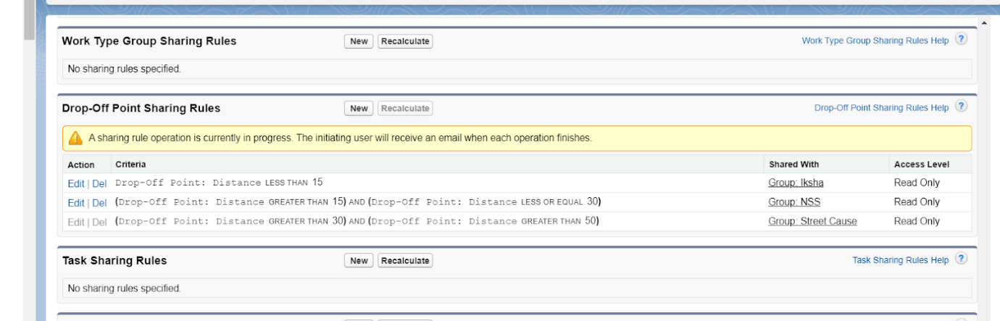 Work Type Group Sharing Rules New Recalculate Work Type Group Sharing Rules Help ?
No sharing rules specified.
Drop-Off Point Sharing Rules New Recalculate Drop-Off Point Sharing Rules Help ?
A sharing rule operation is currently in progress. The initiating user will receive an email when each operation finishes.
Action Criteria Shared With Access Level
Edit | Del Drop-Off Point: Distance LESS THAN 15 Group: Iksha Read Only
Edit | Del (Drop-Off Point: Distance GREATER THAN 15) AND (Drop-Off Point: Distance LESS OR EQUAL 30) Group: NSS Read Only
Edit | Del (Drop-Off Point: Distance GREATER THAN 30) AND (Drop-Off Point: Distance GREATER THAN 50) Group: Street Cause Read Only
Task Sharing Rules New Recalculate Task Sharing Rules Help ?
No sharing rules specified.